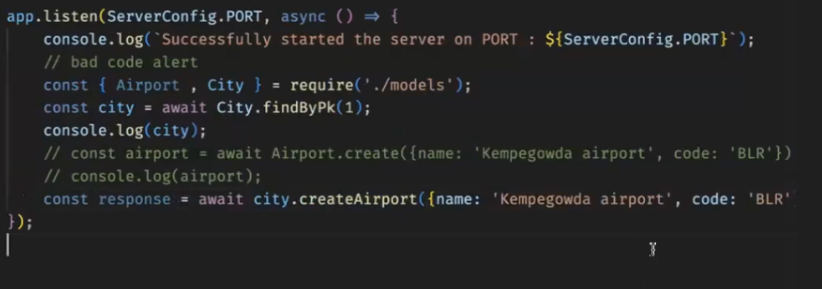 app.listen(ServerConfig.PORT, async () => {
    console.log(`Successfully started the server on PORT : ${ServerConfig.PORT}`);
    // bad code alert
    const { Airport , City } = require('./models');
    const city = await City.findByPk(1);
    console.log(city);
    // const airport = await Airport.create({name: 'Kempegowda airport', code: 'BLR'})
    // console.log(airport);
    const response = await city.createAirport({name: 'Kempegowda airport', code: 'BLR'
});